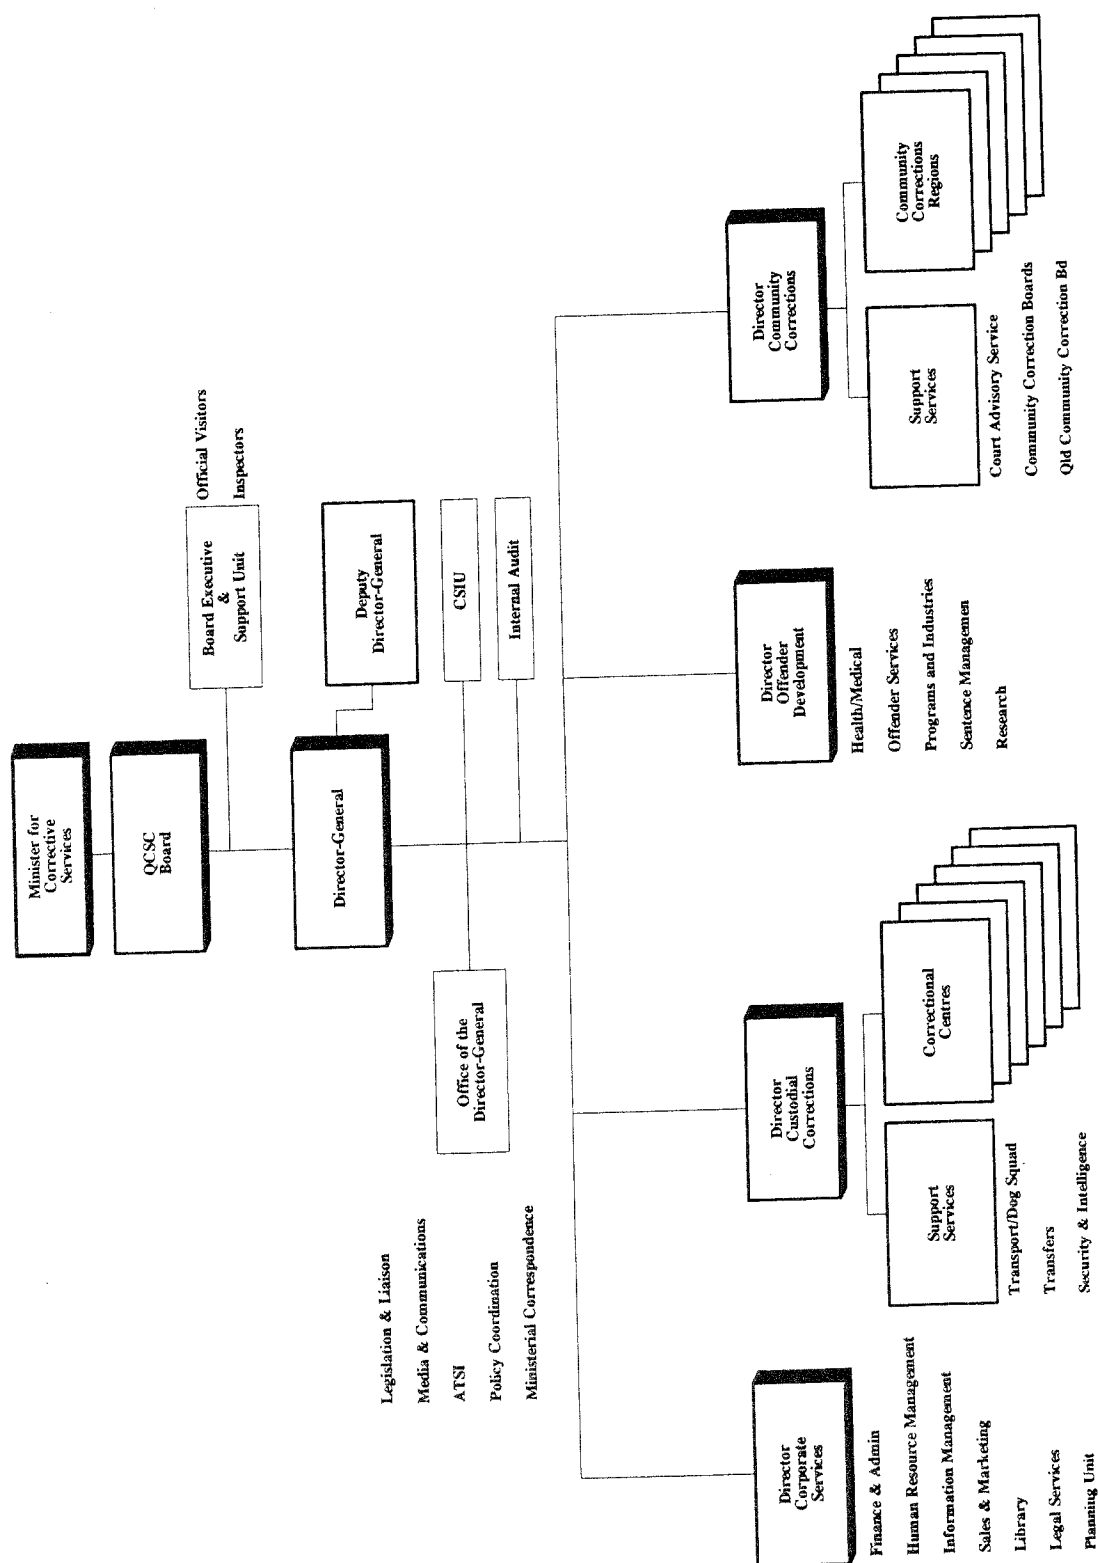 Minister for
Corrective
Services
QCSC
Board
Board Executive
&
Support Unit
Official Visitors
Inspectors
Director-General
Deputy
Director-General
CSIU
Internal Audit
Office of the
Director-General
Legislation & Liaison
Media & Communications
ATSI
Policy Coordination
Ministerial Correspondence
Director
Corporate
Services
Finance & Admin
Human Resource Management
Information Management
Sales & Marketing
Library
Legal Services
Planning Unit
Director
Custodial
Corrections
Support
Services
Transport/Dog Squad
Transfers
Security & Intelligence
Correctional
Centres
Director
Offender
Development
Health/Medical
Offender Services
Programs and Industries
Sentence Managemen
Research
Director
Community
Corrections
Support
Services
Court Advisory Service
Community Correction Boards
Qld Community Correction Bd
Community
Corrections
Regions